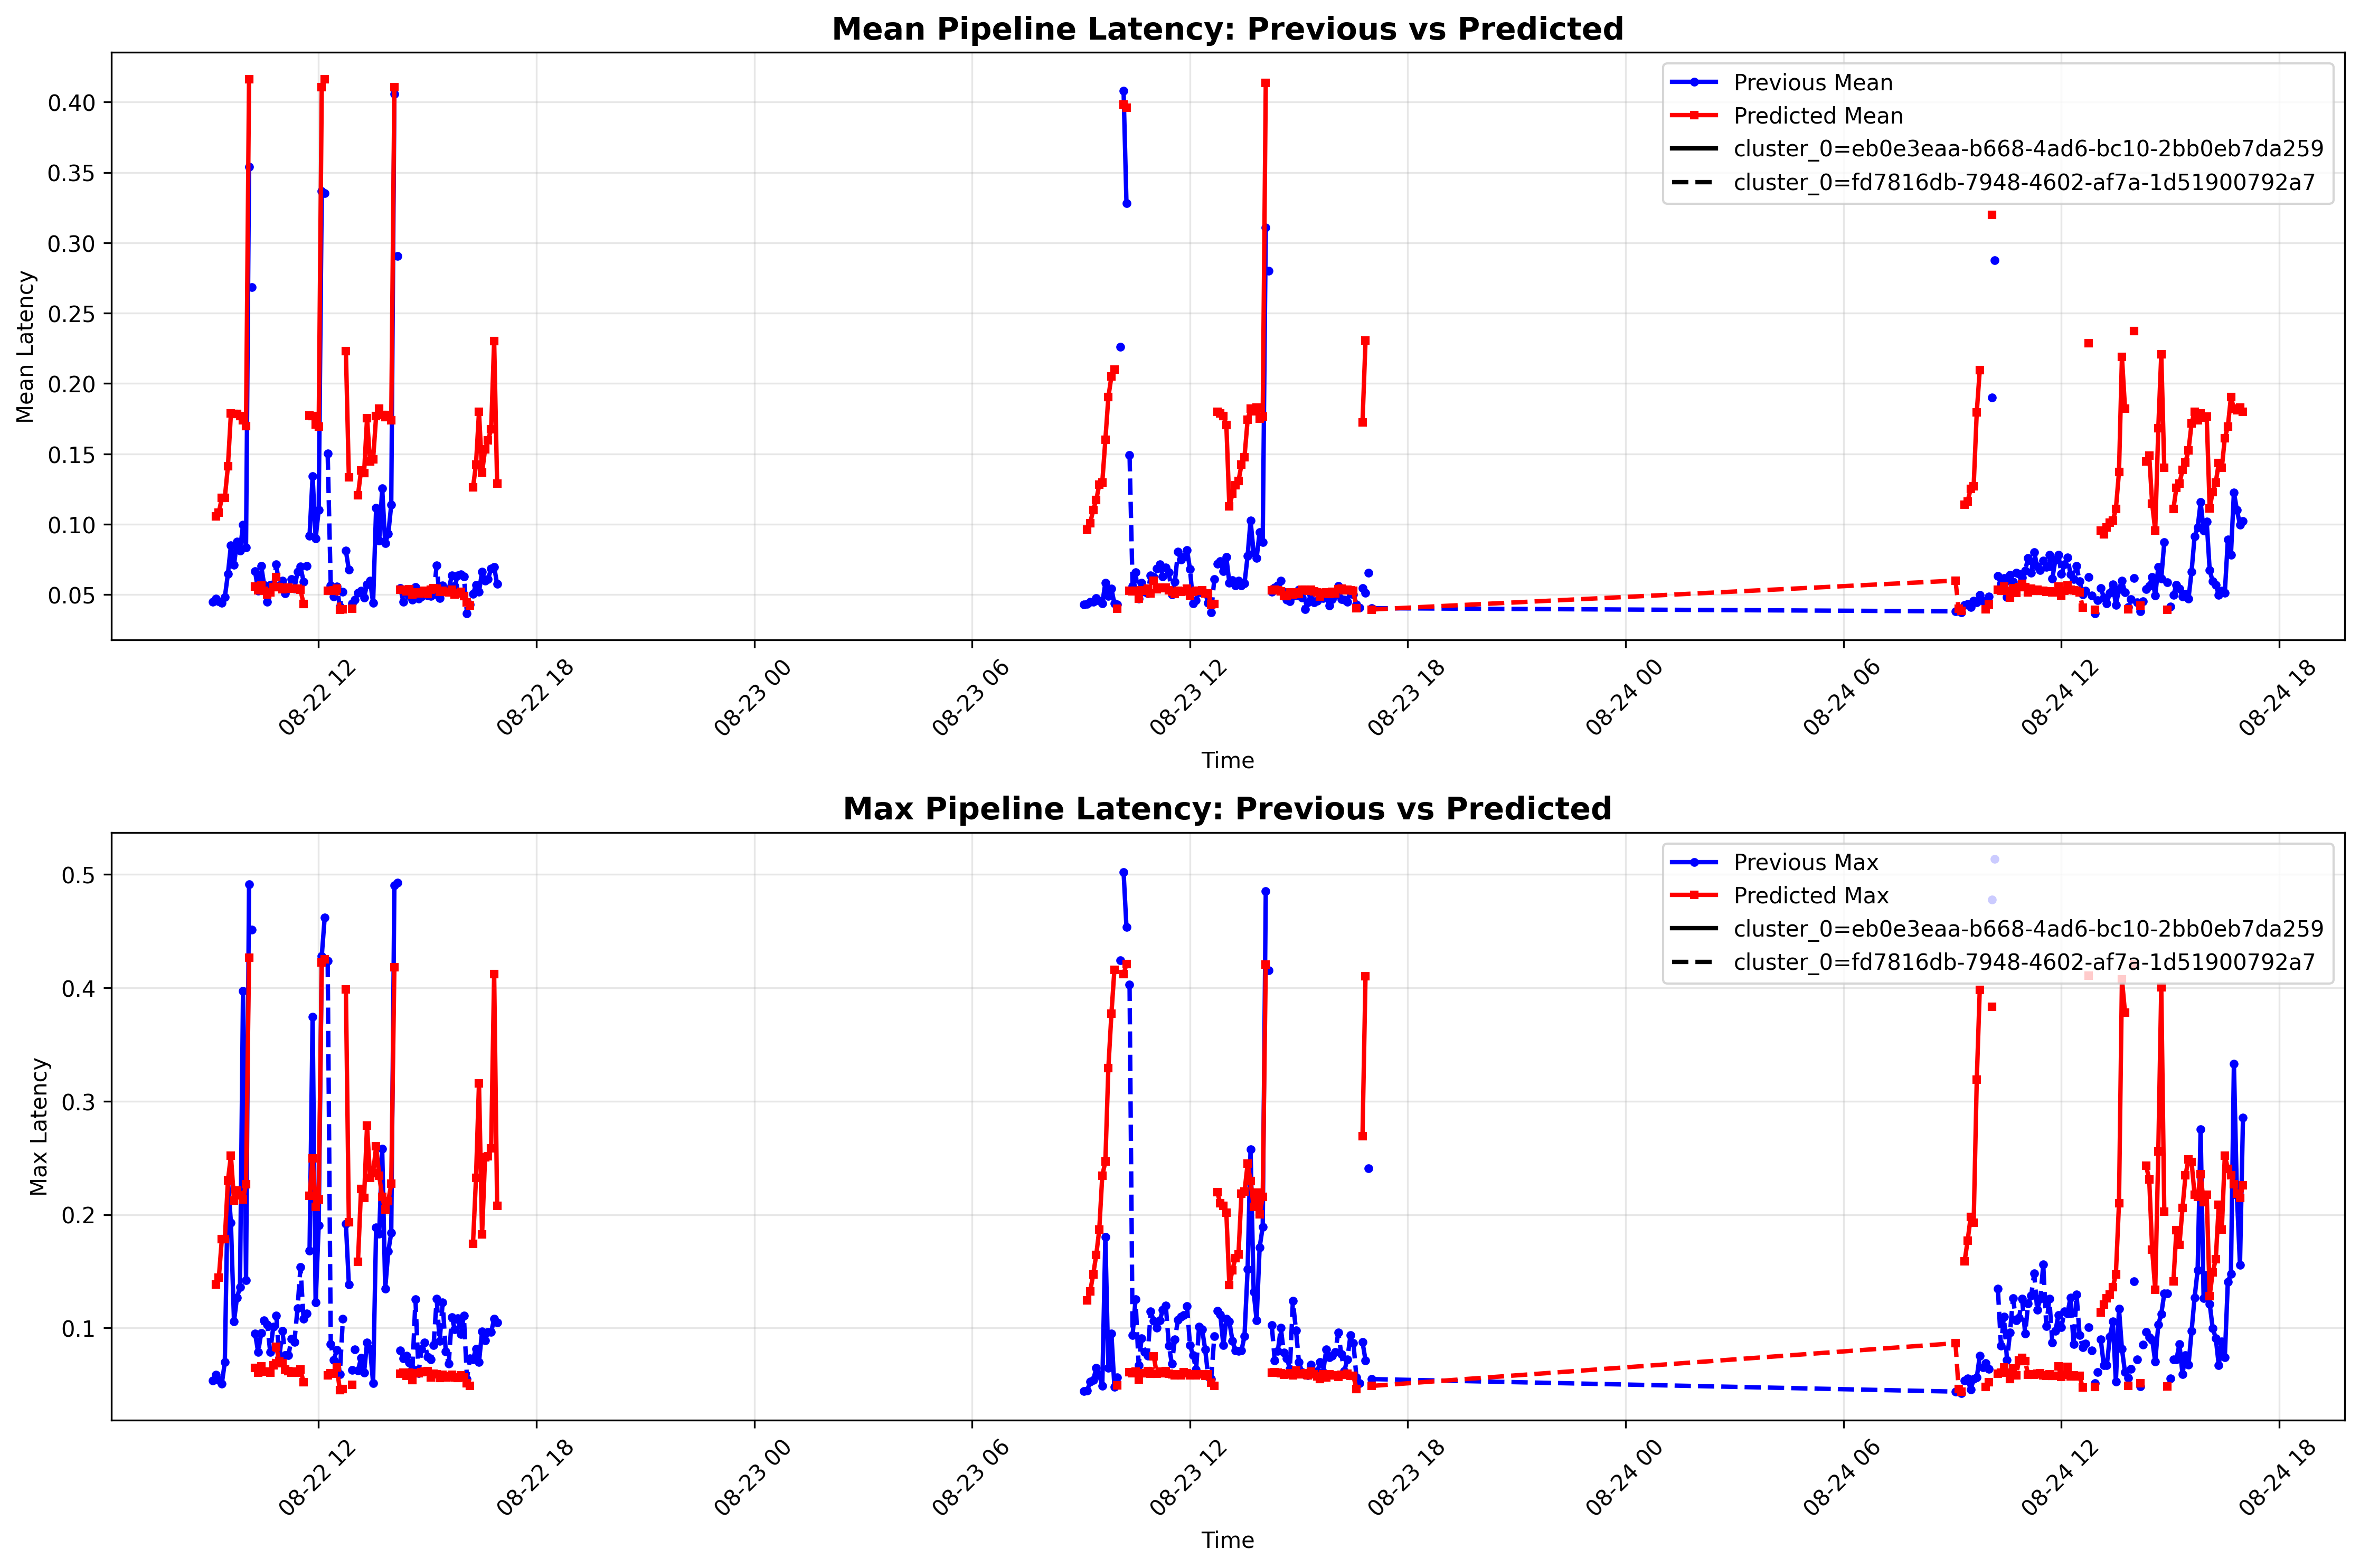 Mean Pipeline Latency: Previous vs Predicted
Previous Mean
Predicted Mean
cluster_0=eb0e3eaa-b668-4ad6-bc10-2bb0eb7da259
cluster_0=fd7816db-7948-4602-af7a-1d51900792a7
0.40
0.35
0.30
0.25
0.20
0.15
0.10
0.05
Mean Latency
08-22 12
08-22 18
08-23 00
08-23 06
08-23 12
08-23 18
08-24 00
08-24 06
08-24 12
08-24 18
Time
Max Pipeline Latency: Previous vs Predicted
Previous Max
Predicted Max
cluster_0=eb0e3eaa-b668-4ad6-bc10-2bb0eb7da259
cluster_0=fd7816db-7948-4602-af7a-1d51900792a7
0.5
0.4
0.3
0.2
0.1
Max Latency
08-22 12
08-22 18
08-23 00
08-23 06
08-23 12
08-23 18
08-24 00
08-24 06
08-24 12
08-24 18
Time